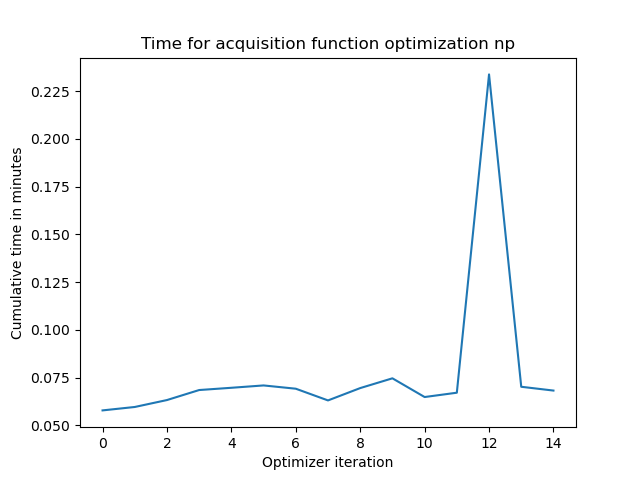 Time for acquisition function optimization np
Cumulative time in minutes
0.225
0.200
0.175
0.150
0.125
0.100
0.075
0.050
0 2 4 6 8 10 12 14
Optimizer iteration